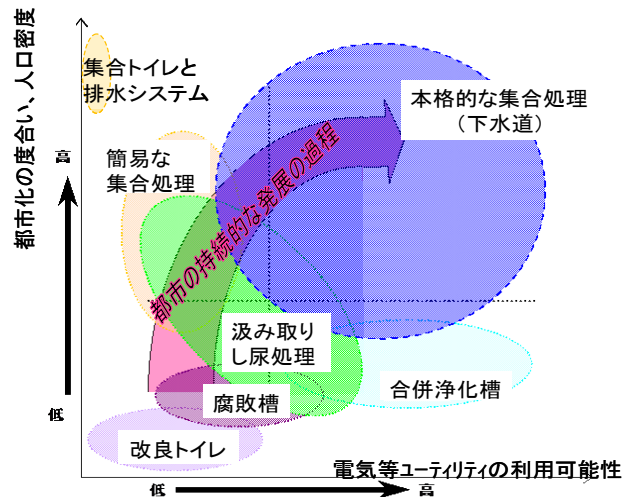 集合トイレと
排水システム
本格的な集合処理
（下水道）
簡易な
集合処理
都市の持続的な発展の過程
汲み取り
し尿処理
腐敗槽
合併浄化槽
改良トイレ
都市化の度合い、人口密度
高
低
電気等ユーティリティの利用可能性
低
高